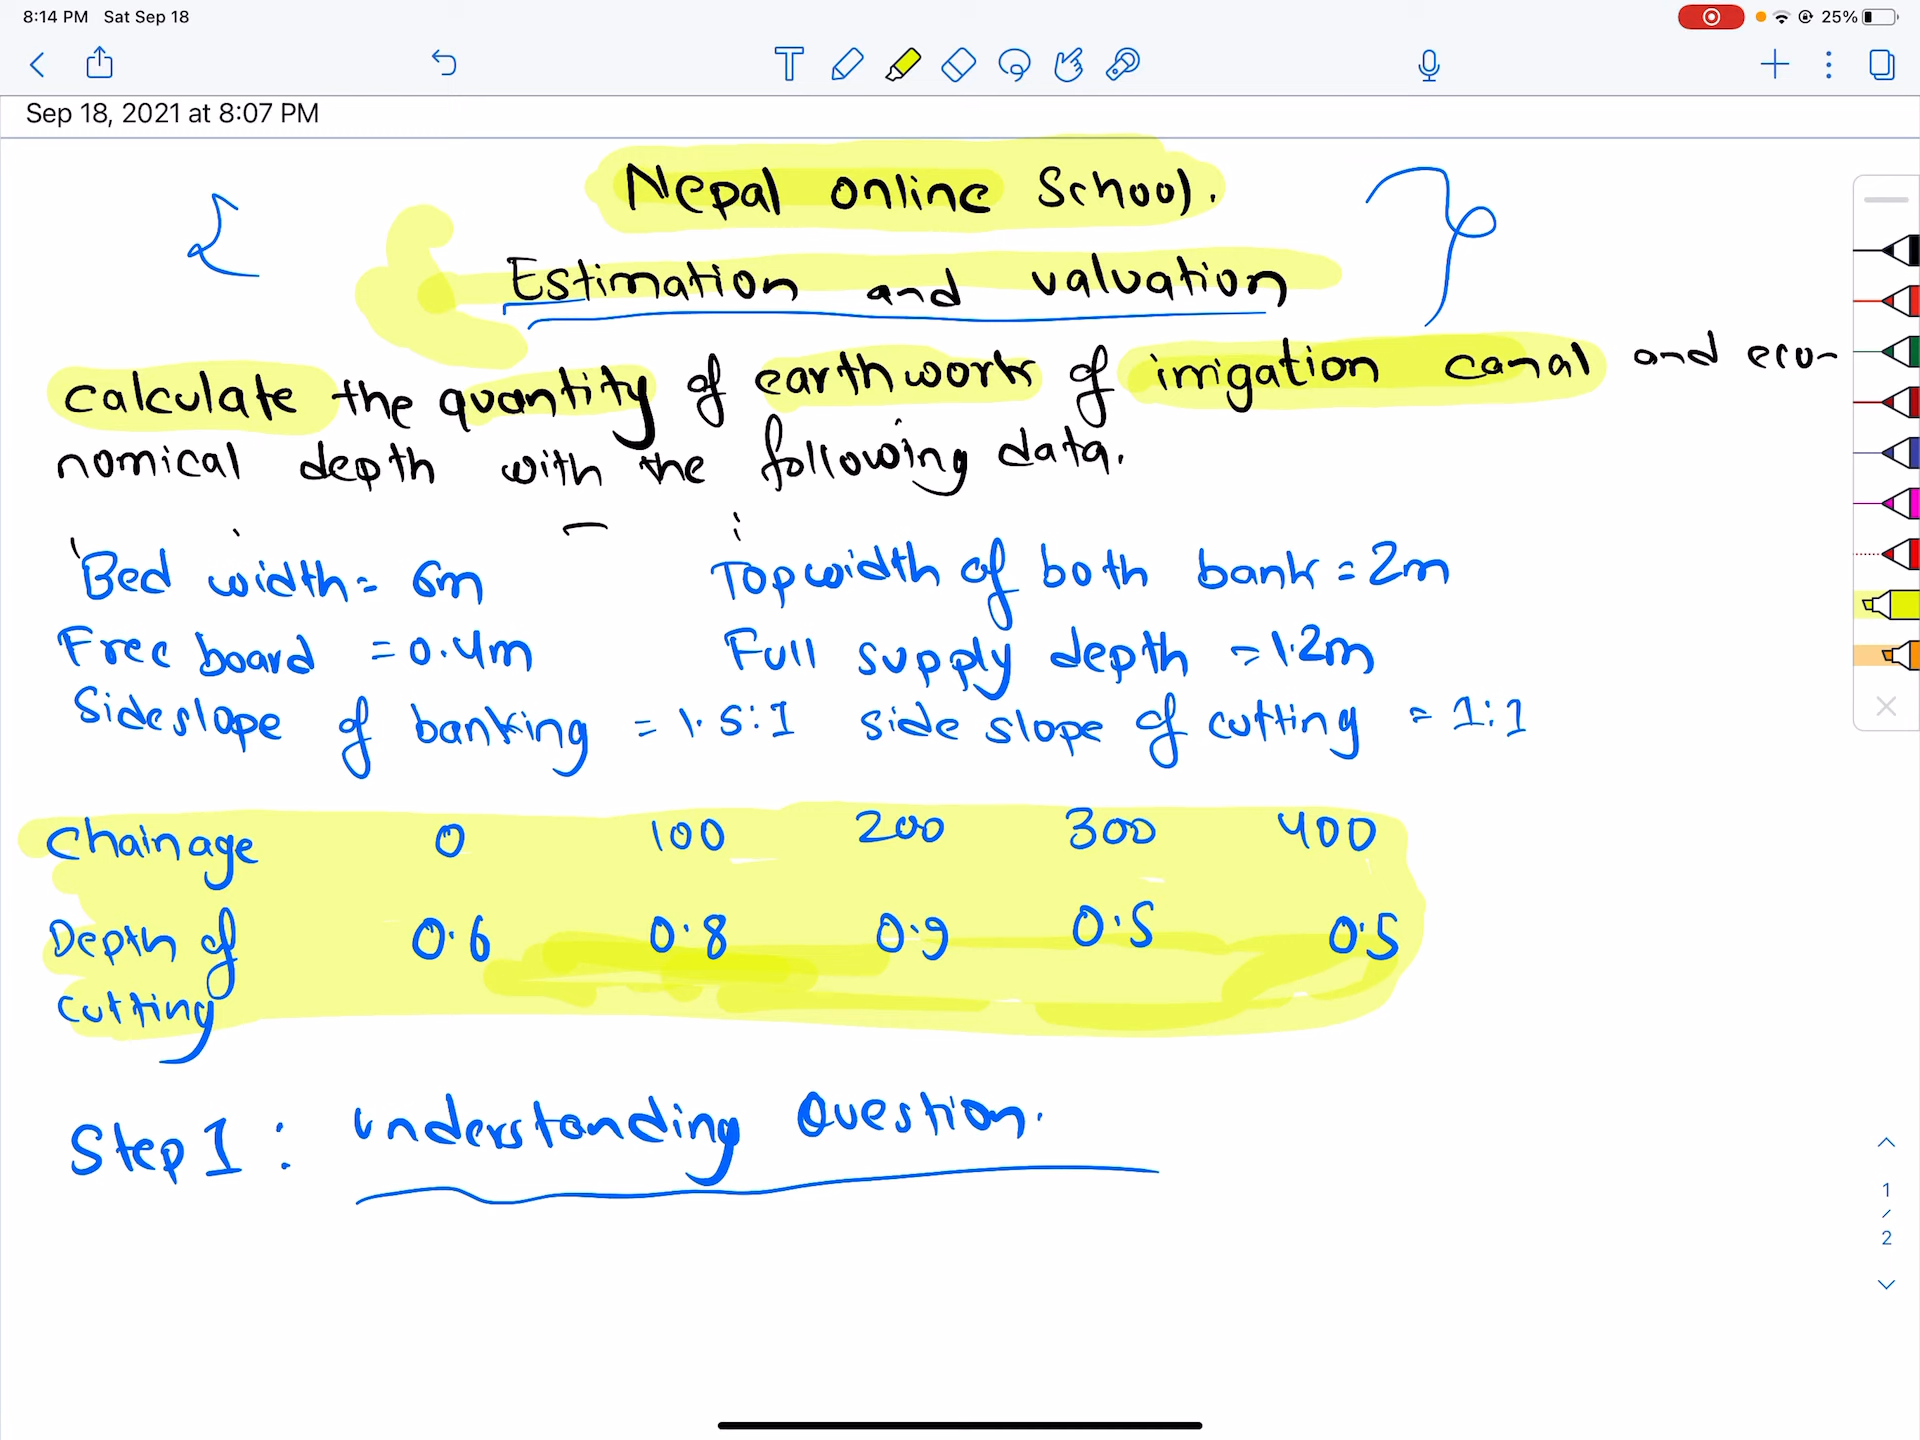 8:14 PM Sat Sep 18
25%
Sep 18, 2021 at 8:07 PM
Nepal online School.
Estimation and valuation
calculate the quantity of earthwork of irrigation canal and eco-
nomical depth with the following data.
Bed width = 6m Top width of both bank = 2m
Free board = 0.4m Full supply depth = 1.2m
Side slope of banking = 1.5:1 side slope of cutting = 1:1
Chainage 0 100 200 300 400
Depth of 0.6 0.8 0.9 0.5 0.5
cutting
Step 1 : understanding Question.
1
/
2